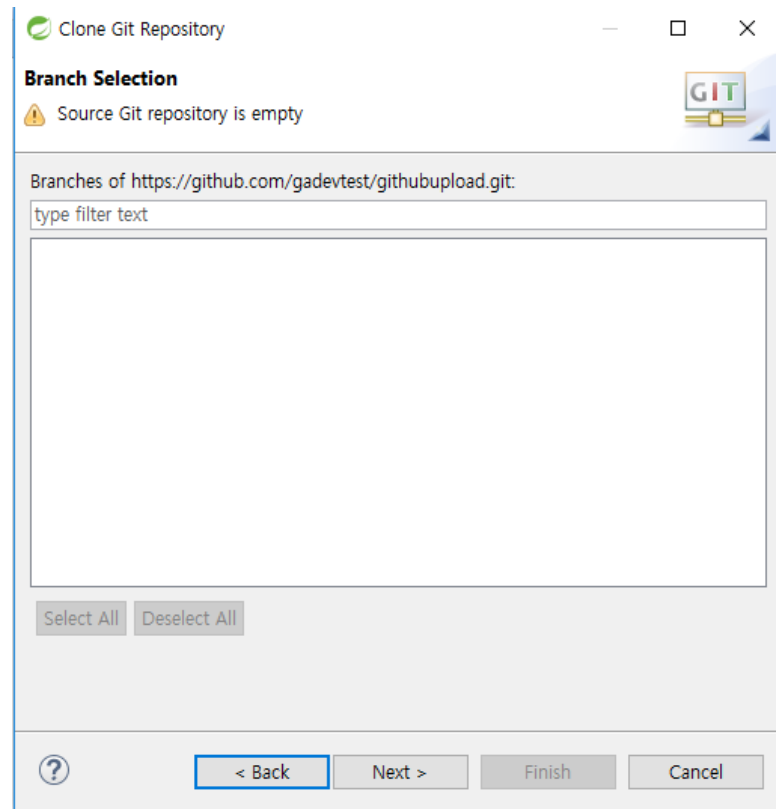 Clone Git Repository
Branch Selection
GIT
Source Git repository is empty
Branches of https://github.com/gadevtest/githubupload.git:
type filter text
Select All Deselect All
? < Back Next > Finish Cancel